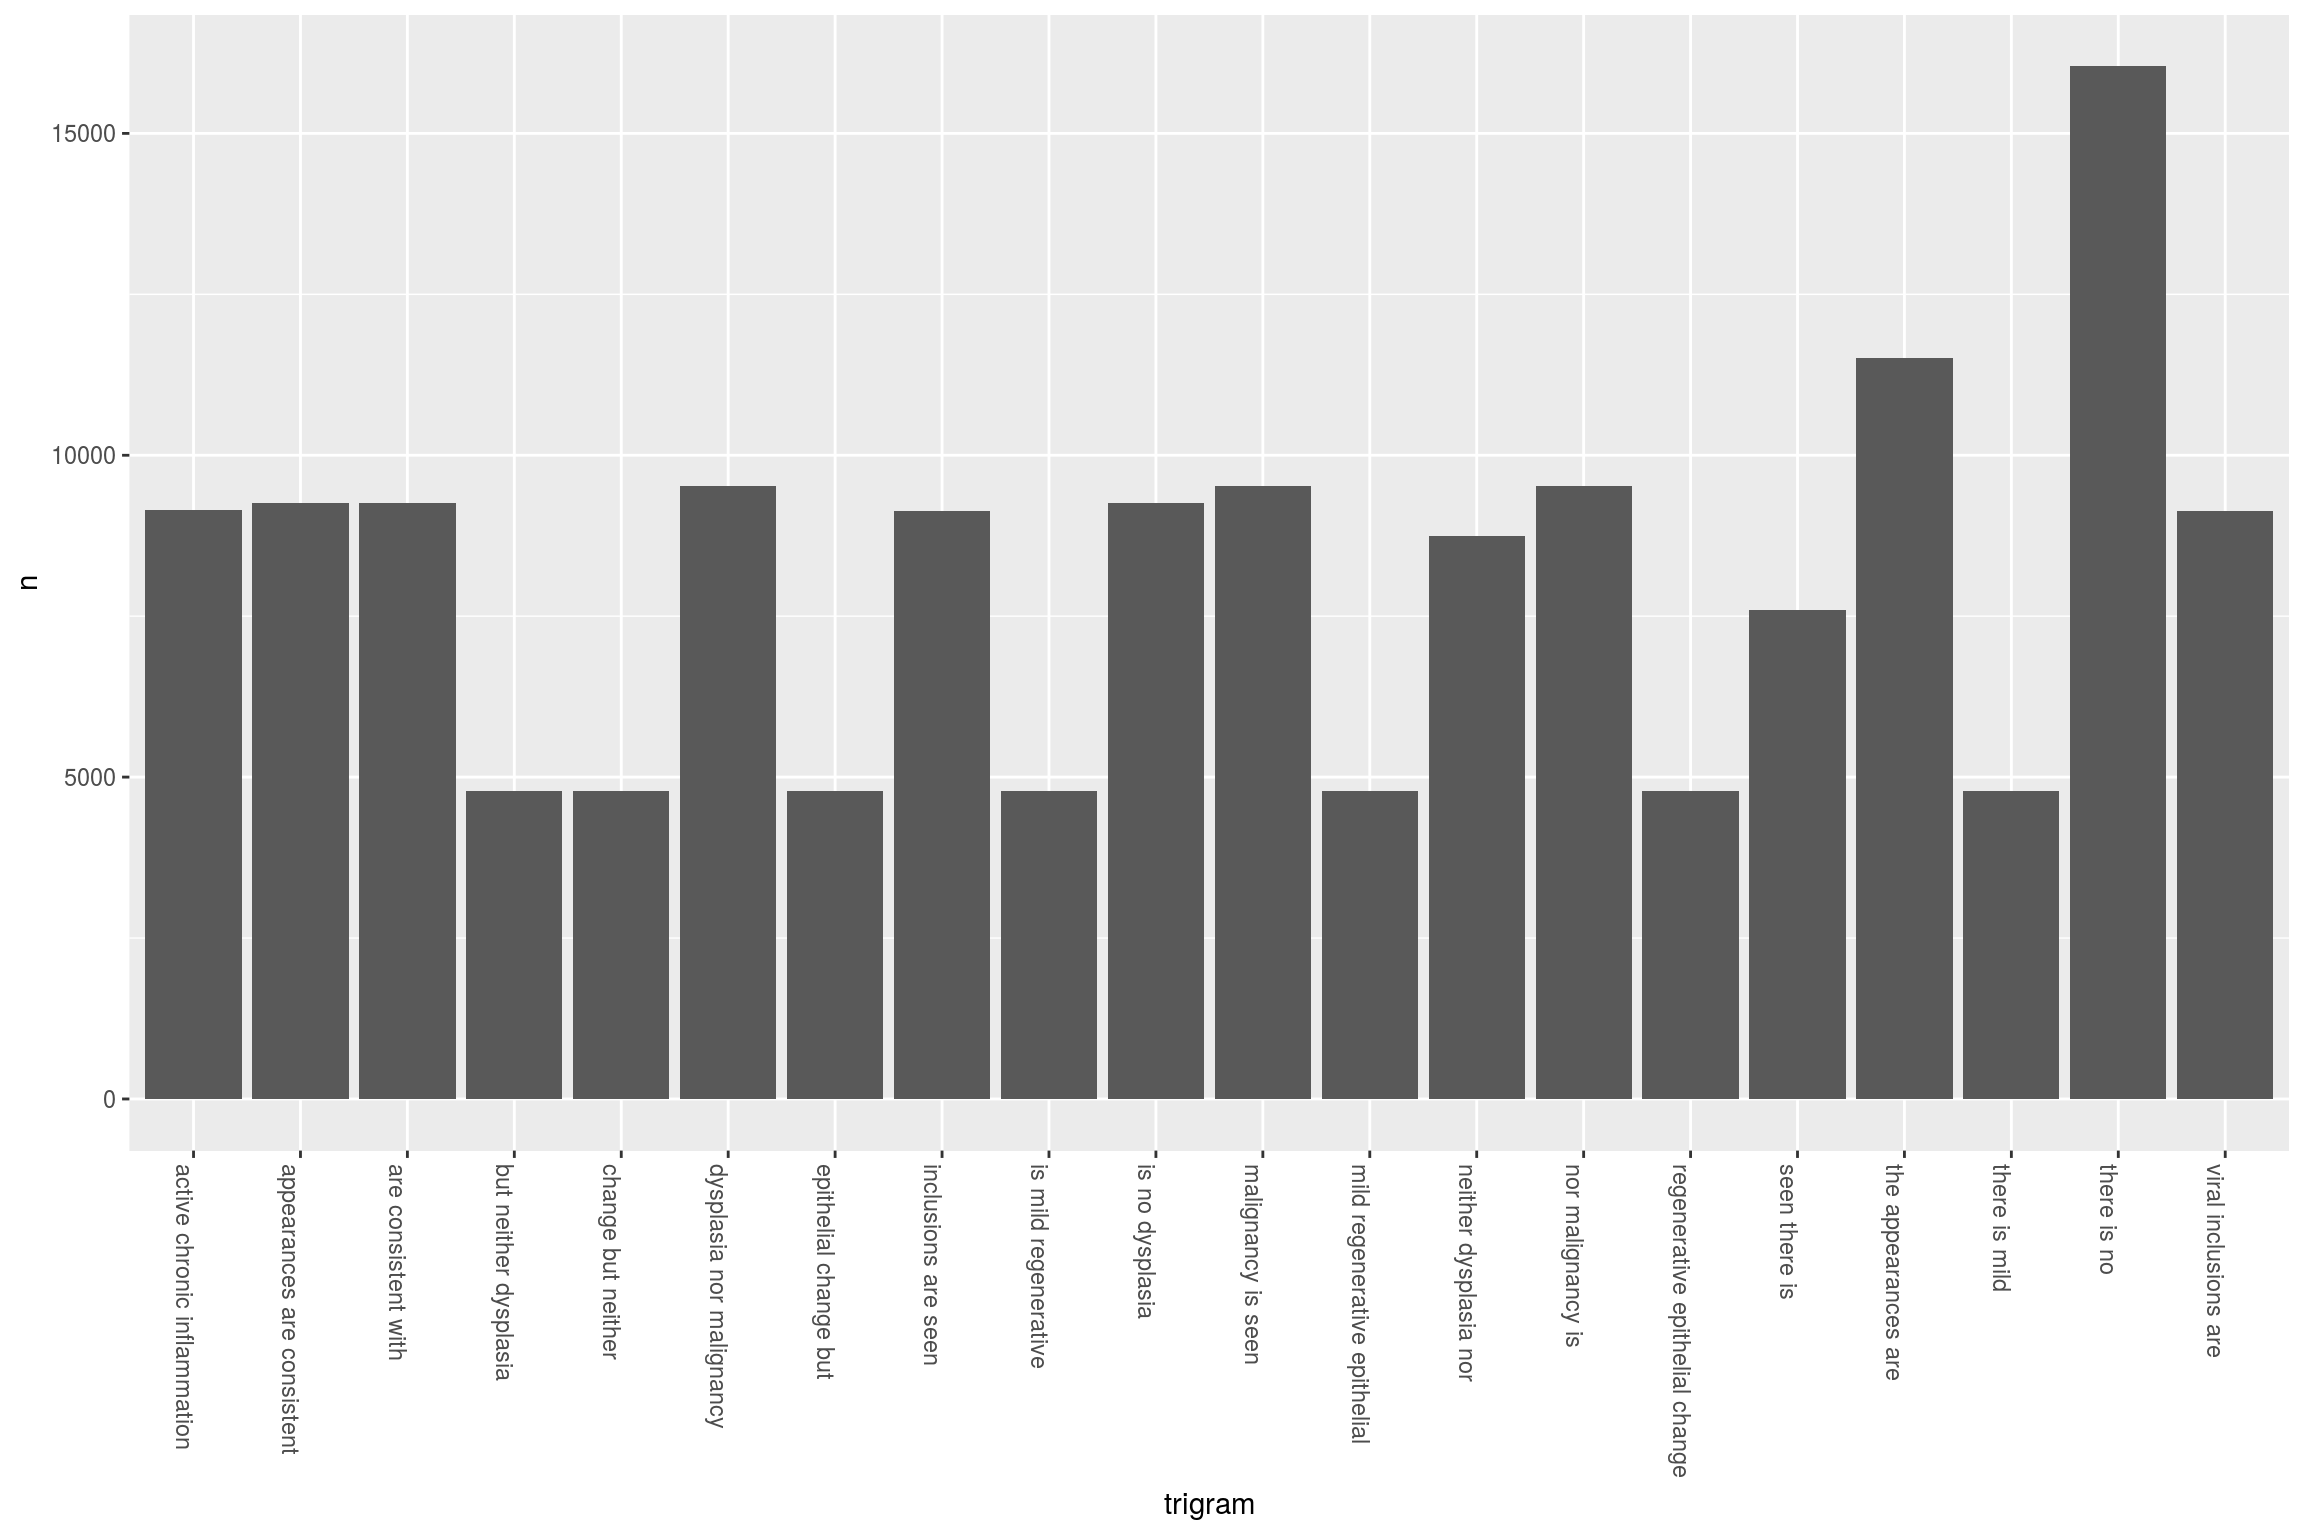 15000
10000
5000
0
n
active chronic inflammation
appearances are consistent
are consistent with
but neither dysplasia
change but neither
dysplasia nor malignancy
epithelial change but
inclusions are seen
is mild regenerative
is no dysplasia
malignancy is seen
mild regenerative epithelial
neither dysplasia nor
nor malignancy is
regenerative epithelial change
seen there is
the appearances are
there is mild
there is no
viral inclusions are
trigram